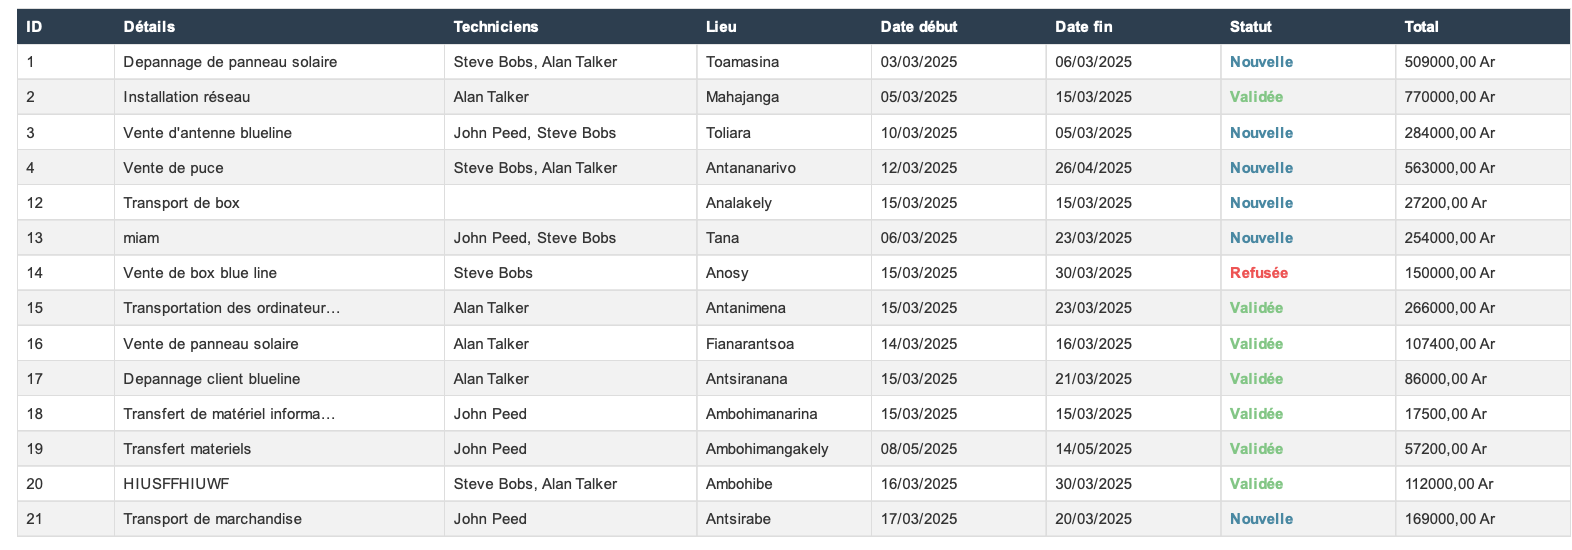 ID Détails Techniciens Lieu Date début Date fin Statut Total
1 Depannage de panneau solaire Steve Bobs, Alan Talker Toamasina 03/03/2025 06/03/2025 Nouvelle 509000,00 Ar
2 Installation réseau Alan Talker Mahajanga 05/03/2025 15/03/2025 Validée 770000,00 Ar
3 Vente d'antenne blueline John Peed, Steve Bobs Toliara 10/03/2025 05/03/2025 Nouvelle 284000,00 Ar
4 Vente de puce Steve Bobs, Alan Talker Antananarivo 12/03/2025 26/04/2025 Nouvelle 563000,00 Ar
12 Transport de box Analakely 15/03/2025 15/03/2025 Nouvelle 27200,00 Ar
13 miam John Peed, Steve Bobs Tana 06/03/2025 23/03/2025 Nouvelle 254000,00 Ar
14 Vente de box blue line Steve Bobs Anosy 15/03/2025 30/03/2025 Refusée 150000,00 Ar
15 Transportation des ordinateur… Alan Talker Antanimena 15/03/2025 23/03/2025 Validée 266000,00 Ar
16 Vente de panneau solaire Alan Talker Fianarantsoa 14/03/2025 16/03/2025 Validée 107400,00 Ar
17 Depannage client blueline Alan Talker Antsiranana 15/03/2025 21/03/2025 Validée 86000,00 Ar
18 Transfert de matériel informa… John Peed Ambohimanarina 15/03/2025 15/03/2025 Validée 17500,00 Ar
19 Transfert materiels John Peed Ambohimangakely 08/05/2025 14/05/2025 Validée 57200,00 Ar
20 HIUSFFHIUWF Steve Bobs, Alan Talker Ambohibe 16/03/2025 30/03/2025 Validée 112000,00 Ar
21 Transport de marchandise John Peed Antsirabe 17/03/2025 20/03/2025 Nouvelle 169000,00 Ar